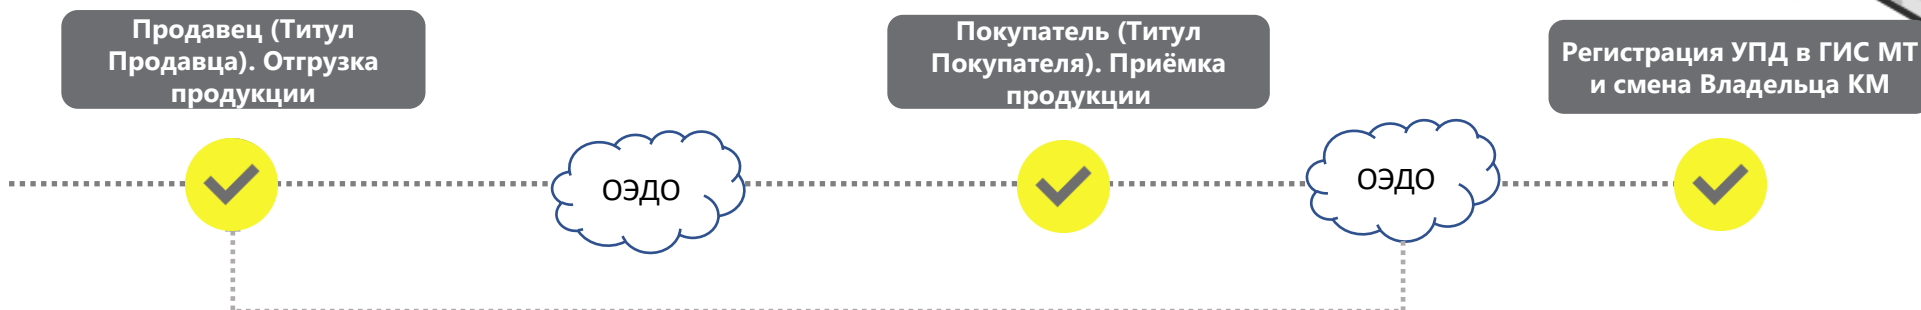 Продавец (Титул
Продавца). Отгрузка
продукции
Покупатель (Титул
Покупателя). Приёмка
продукции
Регистрация УПД в ГИС МТ
и смена Владельца КМ
ОЭДО
ОЭДО